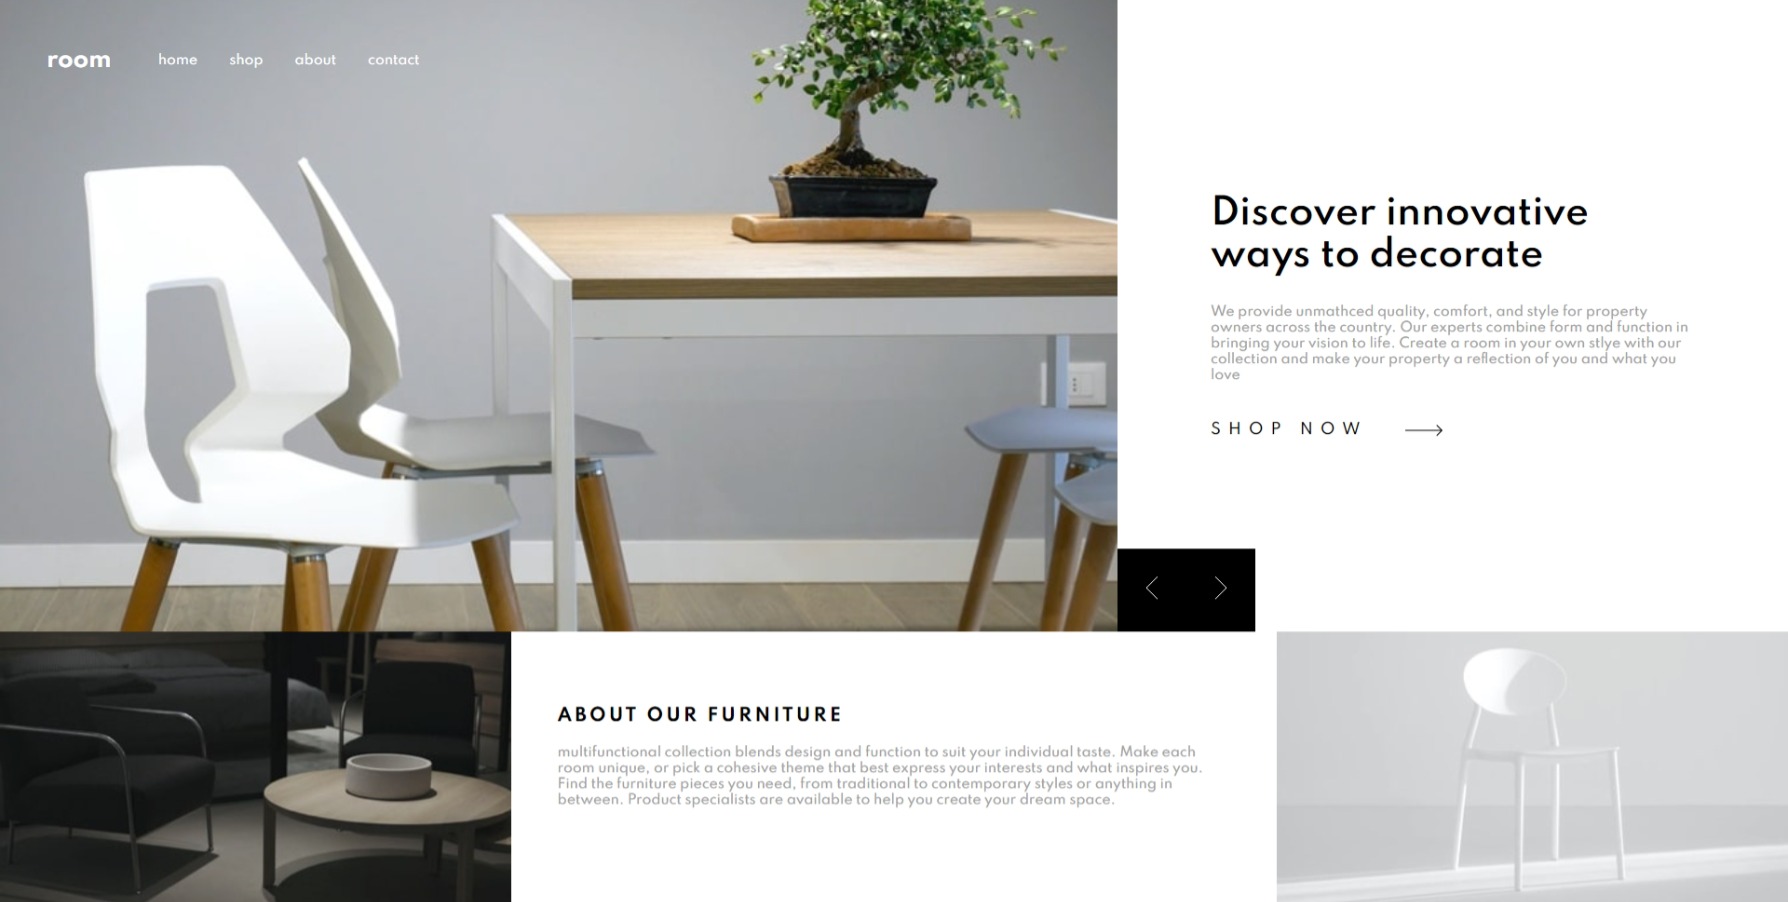 room
home
shop
about
contact
Discover innovative
ways to decorate
We provide unmathced quality, comfort, and style for property
owners across the country. Our experts combine form and function in
bringing your vision to life. Create a room in your own stlye with our
collection and make your property a reflection of you and what you
love
SHOP NOW
ABOUT OUR FURNITURE
multifunctional collection blends design and function to suit your individual taste. Make each
room unique, or pick a cohesive theme that best express your interests and what inspires you.
Find the furniture pieces you need, from traditional to contemporary styles or anything in
between. Product specialists are available to help you create your dream space.